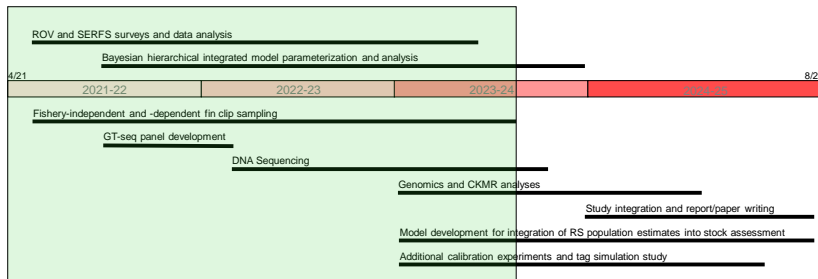 ROV and SERFS surveys and data analysis
Bayesian hierarchical integrated model parameterization and analysis
4/21
8/2
2021-22
2022-23
2023-24
2024-25
Fishery-independent and -dependent fin clip sampling
GT-seq panel development
DNA Sequencing
Genomics and CKMR analyses
Study integration and report/paper writing
Model development for integration of RS population estimates into stock assessment
Additional calibration experiments and tag simulation study